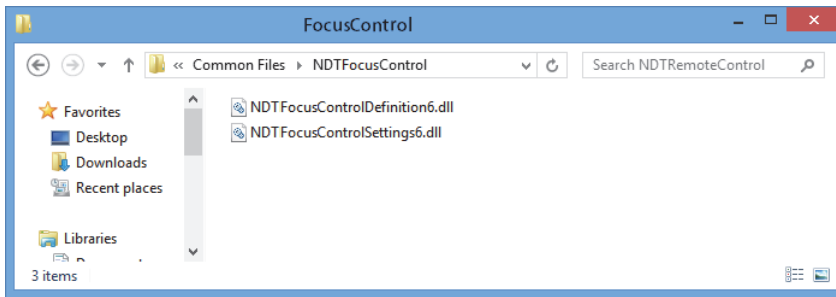 FocusControl
« Common Files NDTFocusControl
Search NDTRemoteControl
Favorites
Desktop
Downloads
Recent places
Libraries
NDTFocusControlDefinition6.dll
NDTFocusControlSettings6.dll
3 items